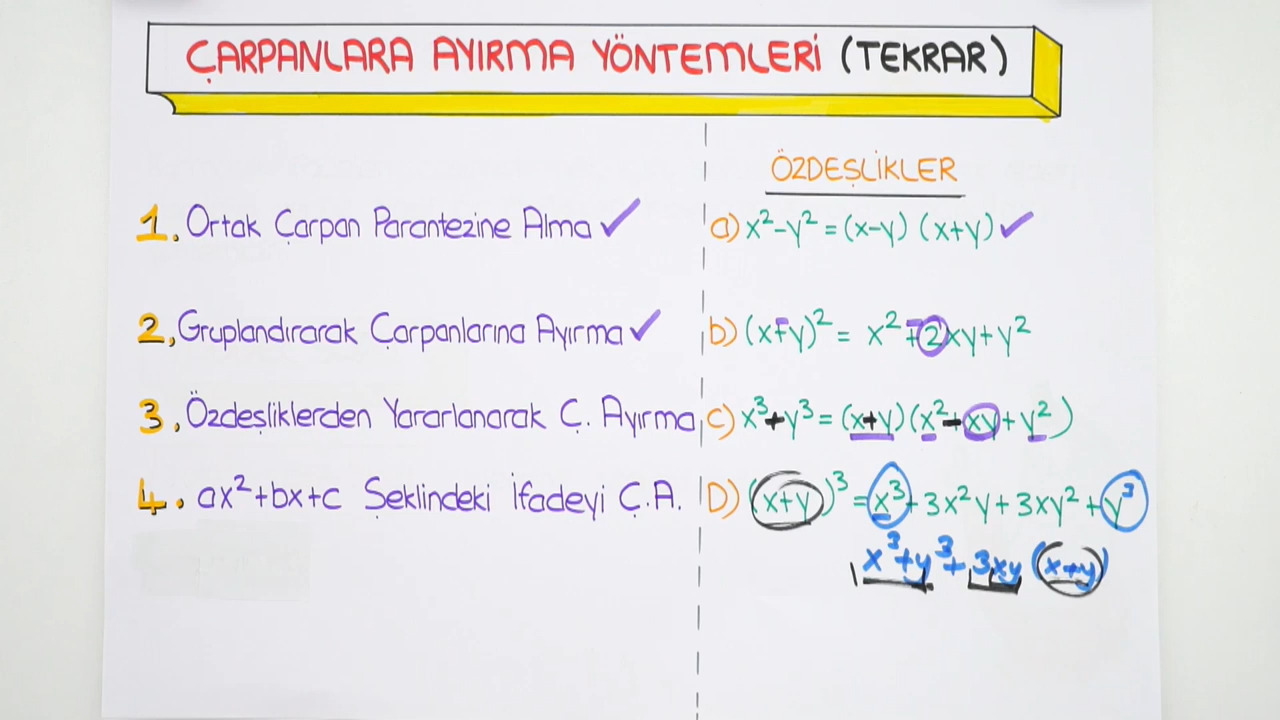 ÇARPANLARA AYIRMA YÖNTEMLERİ (TEKRAR)
1. Ortak Çarpan Parantezine Alma ✓
2. Gruplandırarak Çarpanlarına Ayırma ✓
3. Özdeşliklerden Yararlanarak Ç. Ayırma
4. ax²+bx+c Şeklindeki İfadeyi Ç.A.
ÖZDEŞLİKLER
a) x²-y² = (x-y) (x+y) ✓
b) (x-y)² = x²-2xy+y²
c) x³+y³ = (x+y)(x²-xy+y²)
D) (x+y)³ = x³+3x²y+3xy²+y³
x³+y³+3xy(x+y)